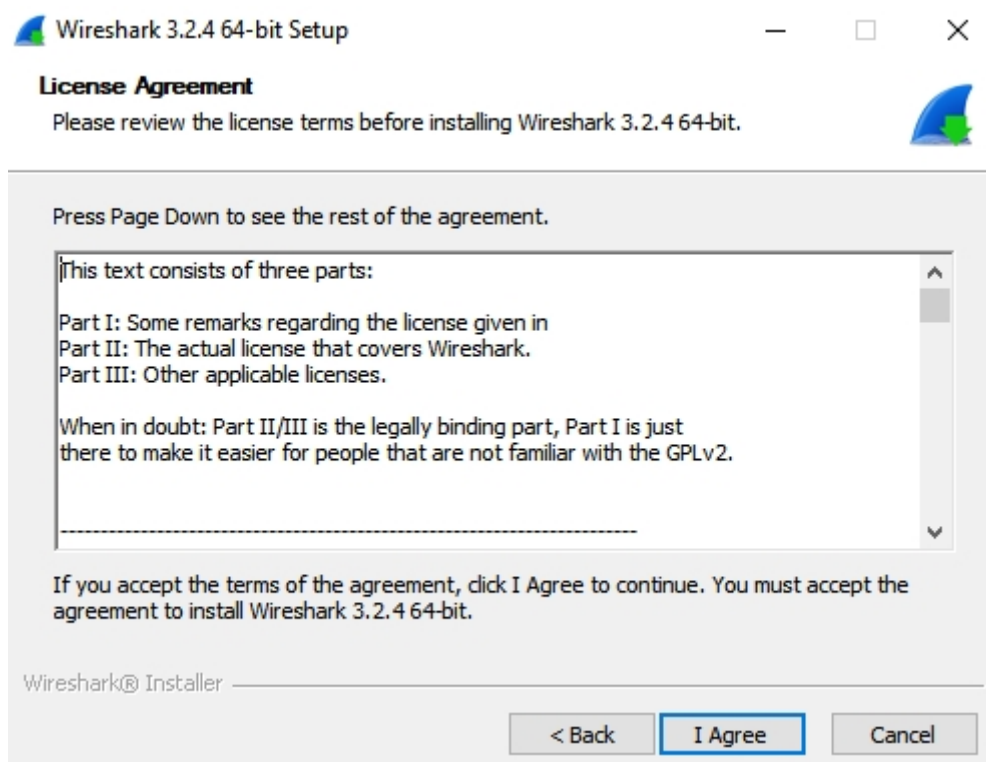 Wireshark 3.2.4 64-bit Setup
License Agreement
Please review the license terms before installing Wireshark 3.2.4 64-bit.
Press Page Down to see the rest of the agreement.
This text consists of three parts:
Part I: Some remarks regarding the license given in
Part II: The actual license that covers Wireshark.
Part III: Other applicable licenses.
When in doubt: Part II/III is the legally binding part, Part I is just
there to make it easier for people that are not familiar with the GPLv2.
------------------------------------------------------------------------
If you accept the terms of the agreement, click I Agree to continue. You must accept the
agreement to install Wireshark 3.2.4 64-bit.
Wireshark® Installer
< Back I Agree Cancel